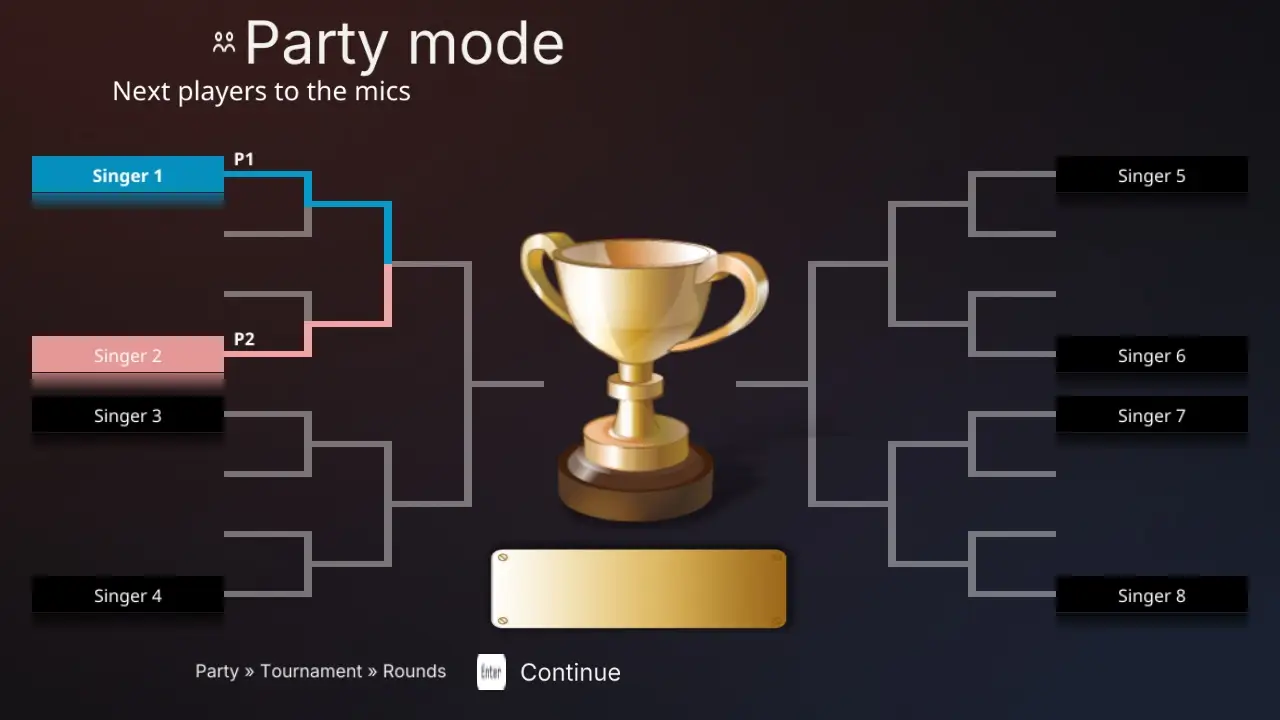 Party mode
Next players to the mics
Singer 1
P1
Singer 2
P2
Singer 3
Singer 4
Singer 5
Singer 6
Singer 7
Singer 8
Party » Tournament » Rounds
Enter
Continue